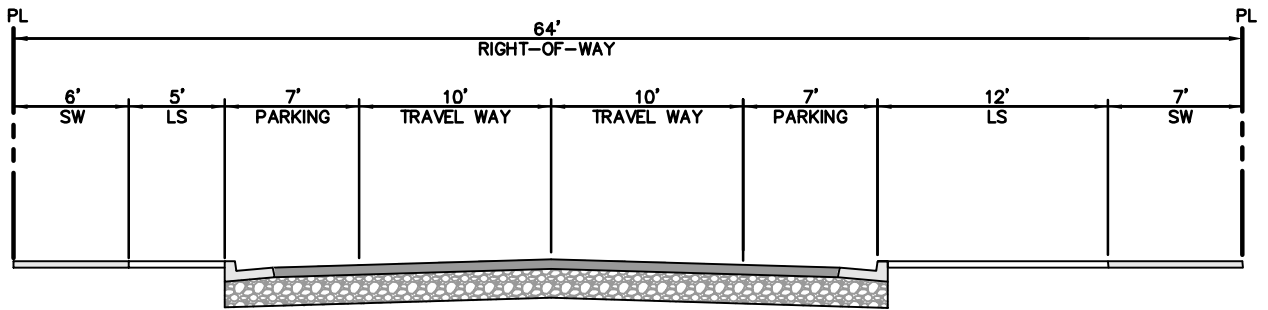 PL PL
64'
RIGHT-OF-WAY
6' 5' 7' 10' 10' 7' 12' 7'
SW LS PARKING TRAVEL WAY TRAVEL WAY PARKING LS SW